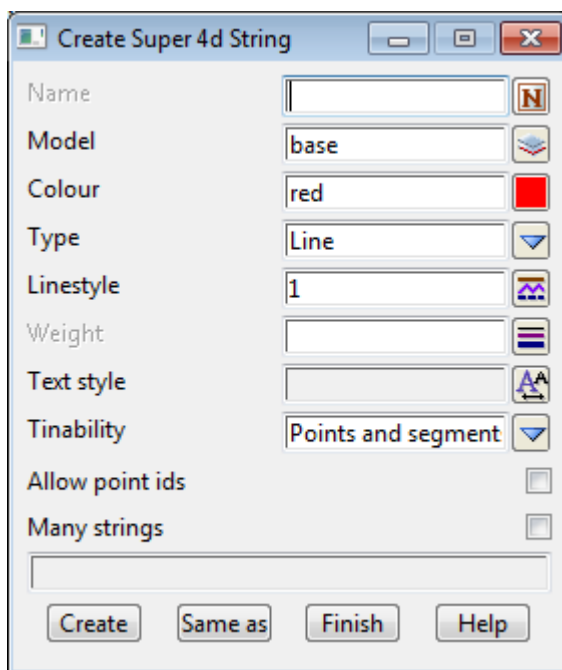 Create Super 4d String
Name
Model base
Colour red
Type Line
Linestyle 1
Weight
Text style
Tinability Points and segment
Allow point ids
Many strings
Create Same as Finish Help